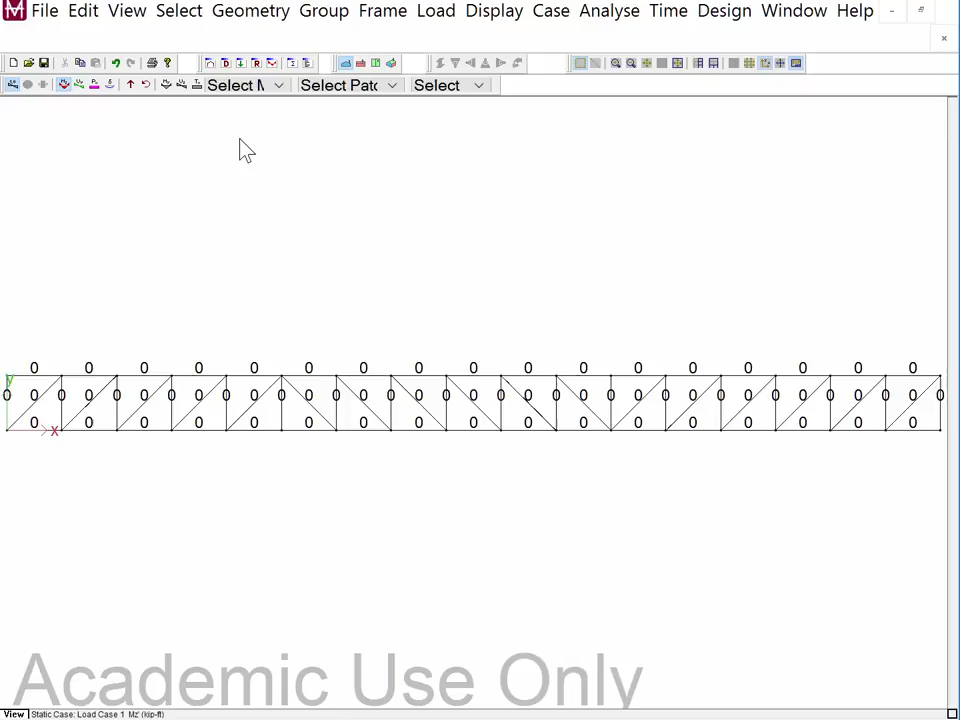 File Edit View Select Geometry Group Frame Load Display Case Analyse Time Design Window Help
Select M Select Patc Select
0 0 0 0 0 0 0 0 0 0 0 0 0 0 0 0 0
y
0 0 0 0 0 0 0 0 0 0 0 0 0 0 0 0 0 0 0 0 0 0 0 0 0 0 0 0 0 0 0 0 0 0 0
0 0 0 0 0 0 0 0 0 0 0 0 0 0 0 0 0
x
Academic Use Only
View Static Case: Load Case 1 Mz' (kip-ft)